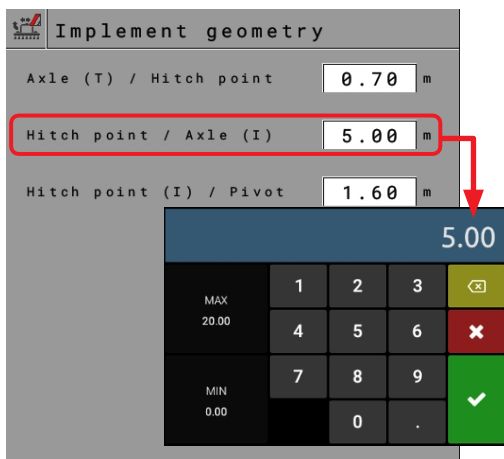 Implement geometry
Axle (T) / Hitch point 0.70 m
Hitch point / Axle (I) 5.00 m
Hitch point (I) / Pivot 1.60 m
5.00
MAX
20.00
1 2 3
4 5 6
MIN
0.00
7 8 9
0 .